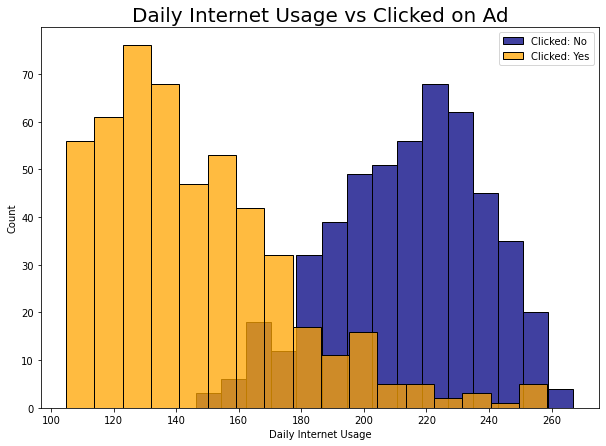 Daily Internet Usage vs Clicked on Ad
Clicked: No
Clicked: Yes
70
60
50
40
30
20
10
0
Count
100 120 140 160 180 200 220 240 260
Daily Internet Usage